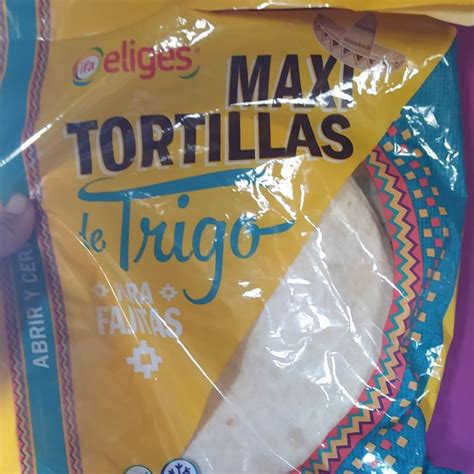 ifa eliges
MAXI
TORTILLAS
de Trigo
PARA
FAJITAS
ABRIR Y CER